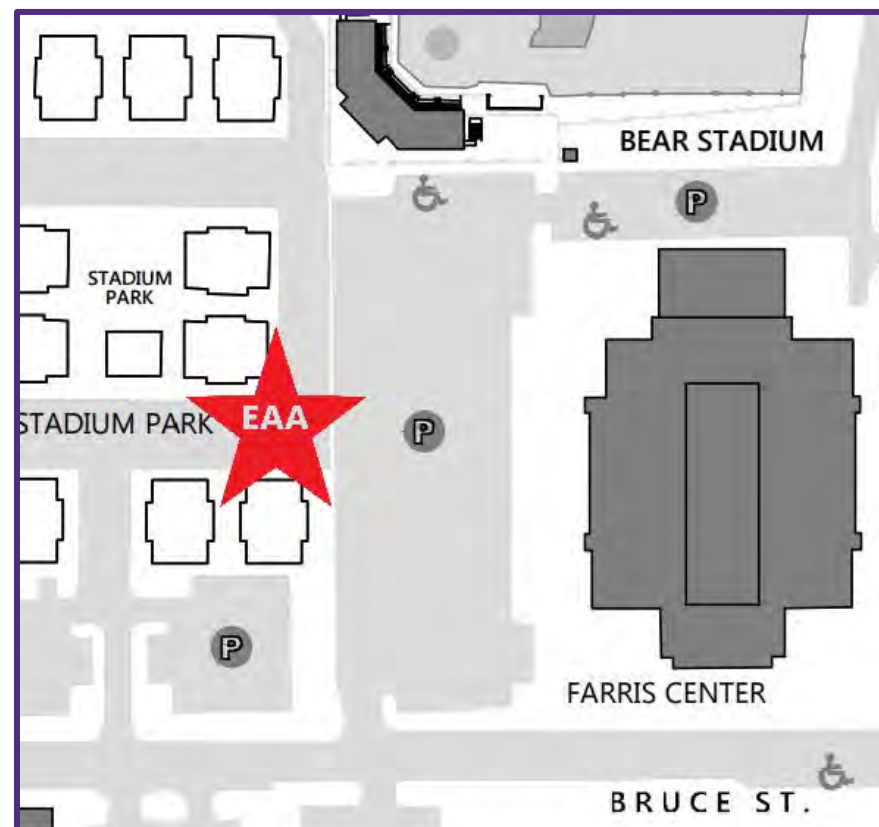 BEAR STADIUM
P
STADIUM
PARK
STADIUM PARK
EAA
P
P
FARRIS CENTER
BRUCE ST.